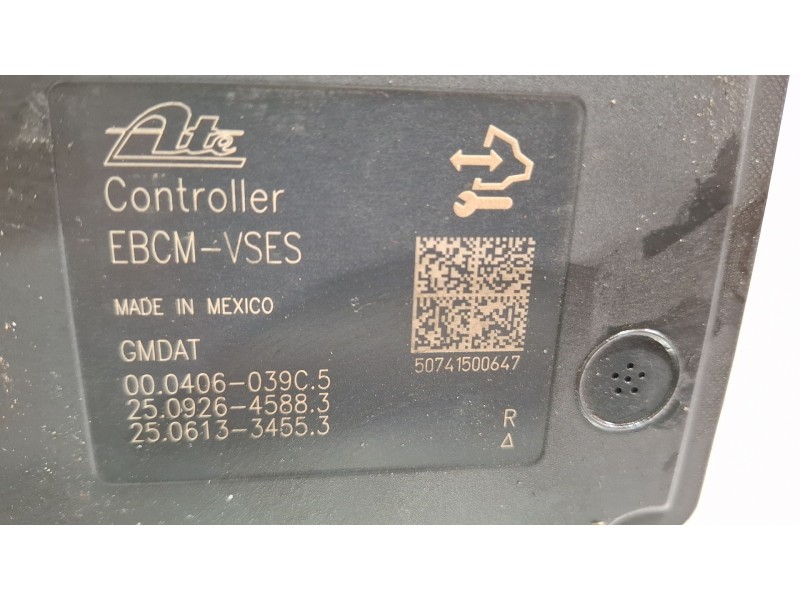 Ate
Controller
EBCM-VSES
MADE IN MEXICO
GMDAT
50741500647
00.0406-039C.5
25.0926-4588.3
25.0613-3455.3
R
Δ